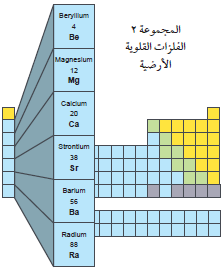 Beryllium
4
Be
Magnesium
12
Mg
Calcium
20
Ca
Strontium
38
Sr
Barium
56
Ba
Radium
88
Ra
المجموعة ٢
الفلزات القلوية
الأرضية